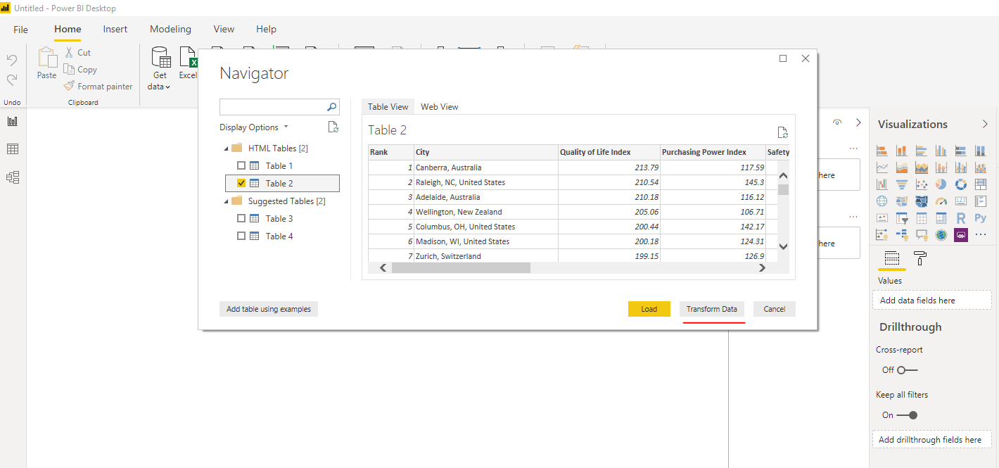 Untitled - Power BI Desktop
File Home Insert Modeling View Help
Paste
Cut
Copy
Format painter
Get data
Excel
Undo
Clipboard
Navigator
Display Options
HTML Tables [2]
Table 1
Table 2
Suggested Tables [2]
Table 3
Table 4
Table View Web View
Table 2
Rank City Quality of Life Index Purchasing Power Index Safety
1 Canberra, Australia 213.79 117.59
2 Raleigh, NC, United States 210.54 145.3
3 Adelaide, Australia 210.18 116.12
4 Wellington, New Zealand 205.06 106.71
5 Columbus, OH, United States 200.44 142.17
6 Madison, WI, United States 200.18 124.31
7 Zurich, Switzerland 199.15 126.9
Add table using examples
Load
Transform Data
Cancel
here
here
Visualizations
123
R
Py
Values
Add data fields here
Drillthrough
Cross-report
Off
Keep all filters
On
Add drillthrough fields here